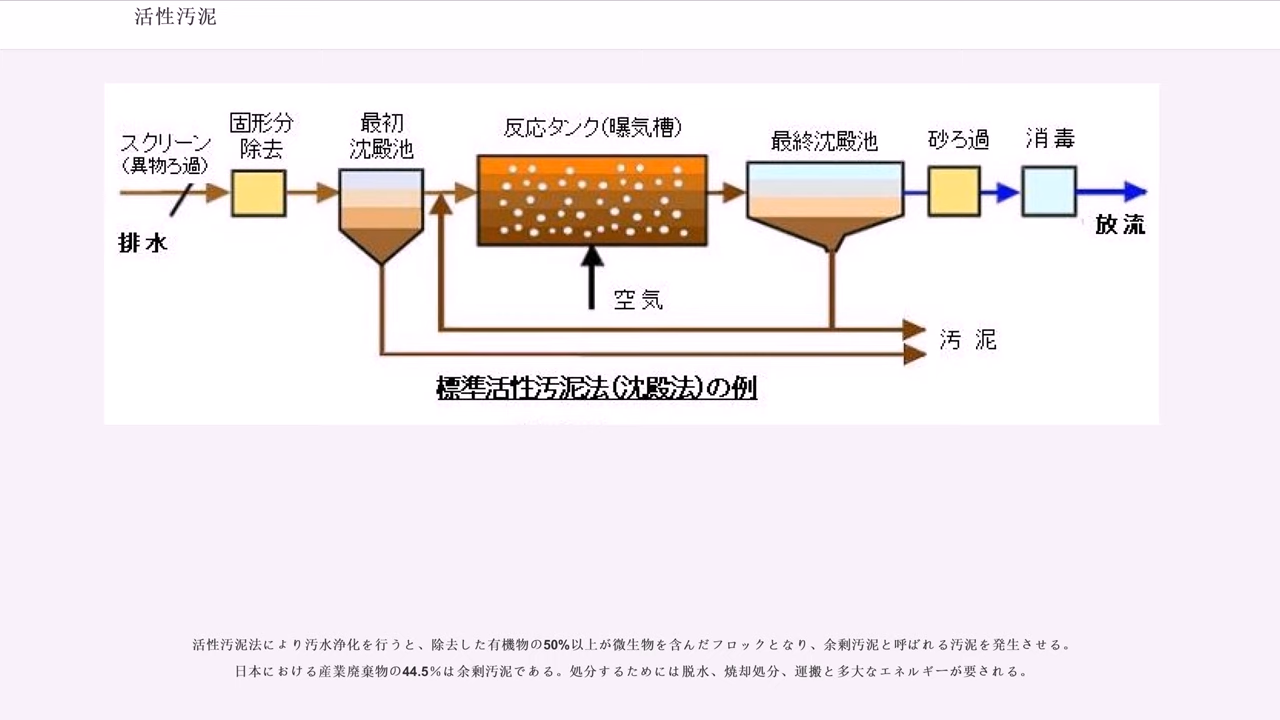 活性汚泥
スクリーン
(異物ろ過)
排水
固形分
除去
最初
沈殿池
反応タンク(曝気槽)
空気
最終沈殿池
砂ろ過
消毒
放流
汚泥
標準活性汚泥法(沈殿法)の例
活性汚泥法により汚水浄化を行うと、除去した有機物の50%以上が微生物を含んだフロックとなり、余剰汚泥と呼ばれる汚泥を発生させる。
日本における産業廃棄物の44.5%は余剰汚泥である。処分するためには脱水、焼却処分、運搬と多大なエネルギーが要される。